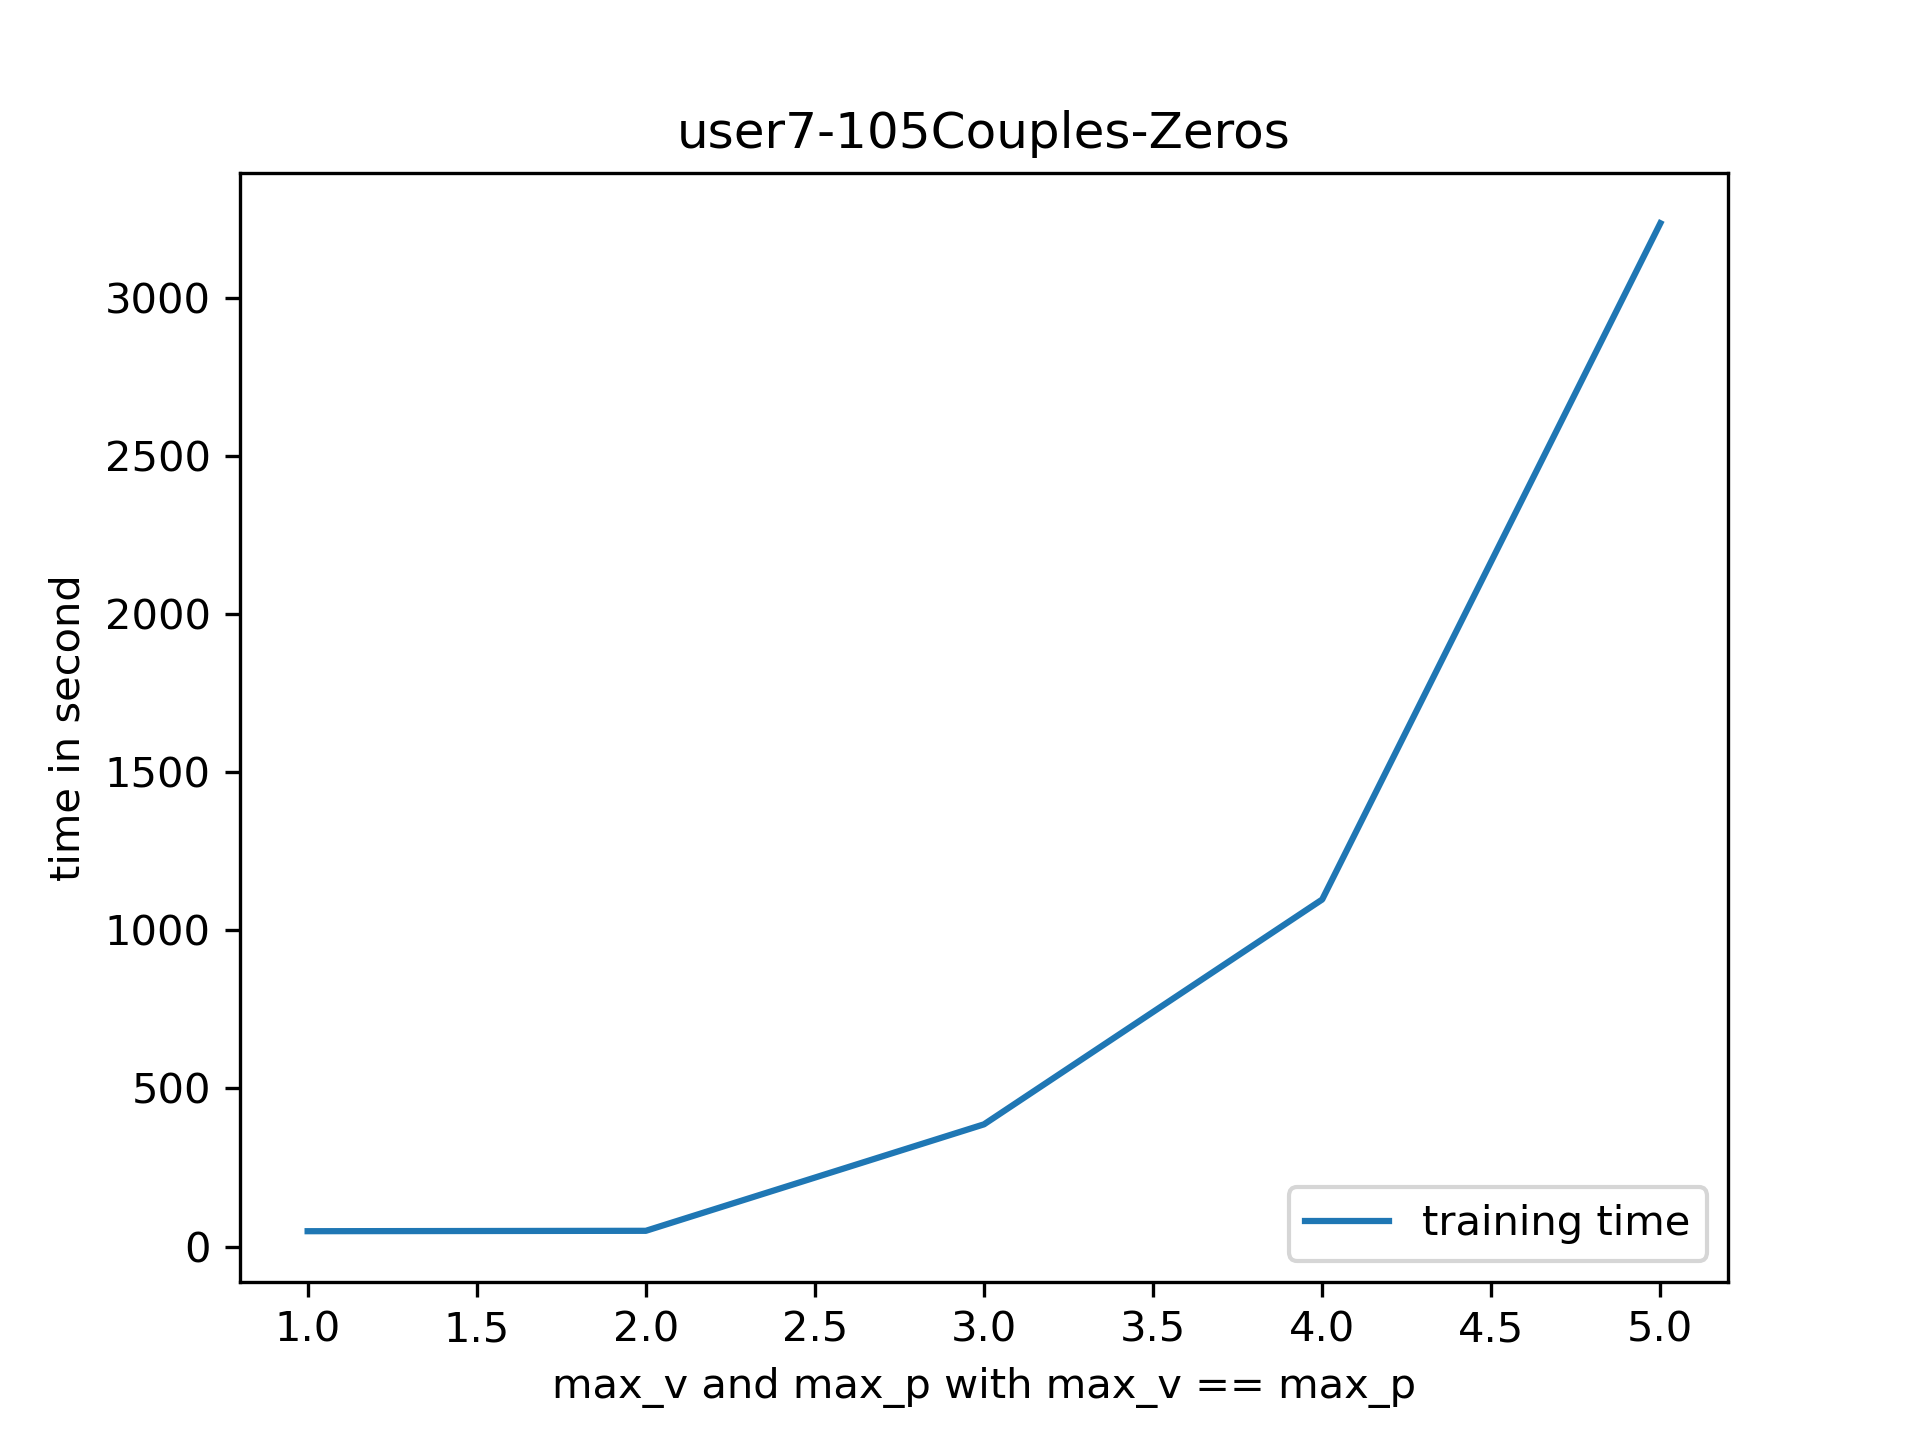 user7-105Couples-Zeros
time in second
3000
2500
2000
1500
1000
500
0
training time
1.0 1.5 2.0 2.5 3.0 3.5 4.0 4.5 5.0
max_v and max_p with max_v == max_p